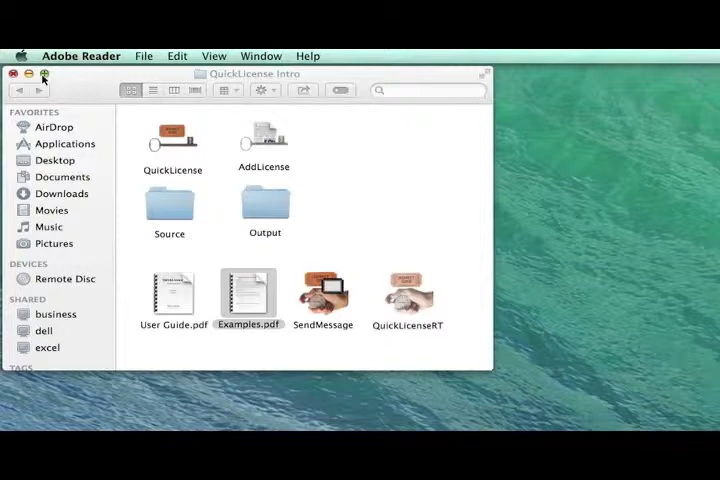 Adobe Reader File Edit View Window Help
QuickLicense Intro
FAVORITES
AirDrop
Applications
Desktop
Documents
Downloads
Movies
Music
Pictures
DEVICES
Remote Disc
SHARED
business
dell
excel
TAGS
QuickLicense
AddLicense
Source
Output
User Guide.pdf
Examples.pdf
SendMessage
QuickLicenseRT